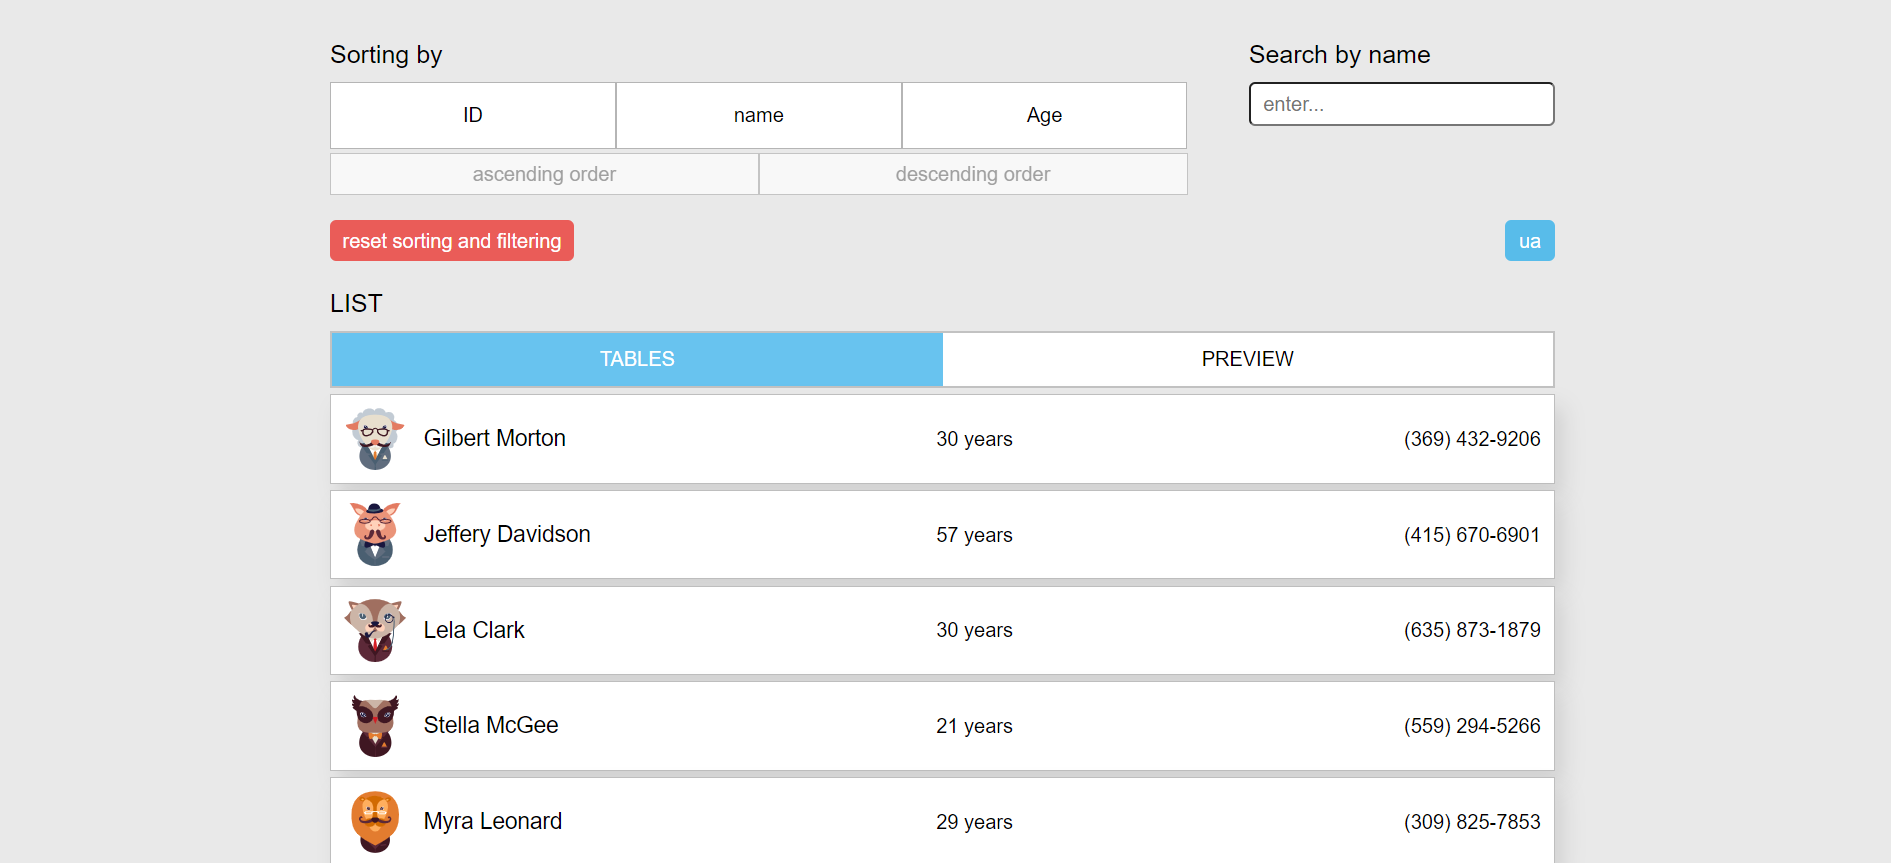 Sorting by
Search by name
ID name Age
enter...
ascending order descending order
reset sorting and filtering
ua
LIST
TABLES PREVIEW
Gilbert Morton 30 years (369) 432-9206
Jeffery Davidson 57 years (415) 670-6901
Lela Clark 30 years (635) 873-1879
Stella McGee 21 years (559) 294-5266
Myra Leonard 29 years (309) 825-7853